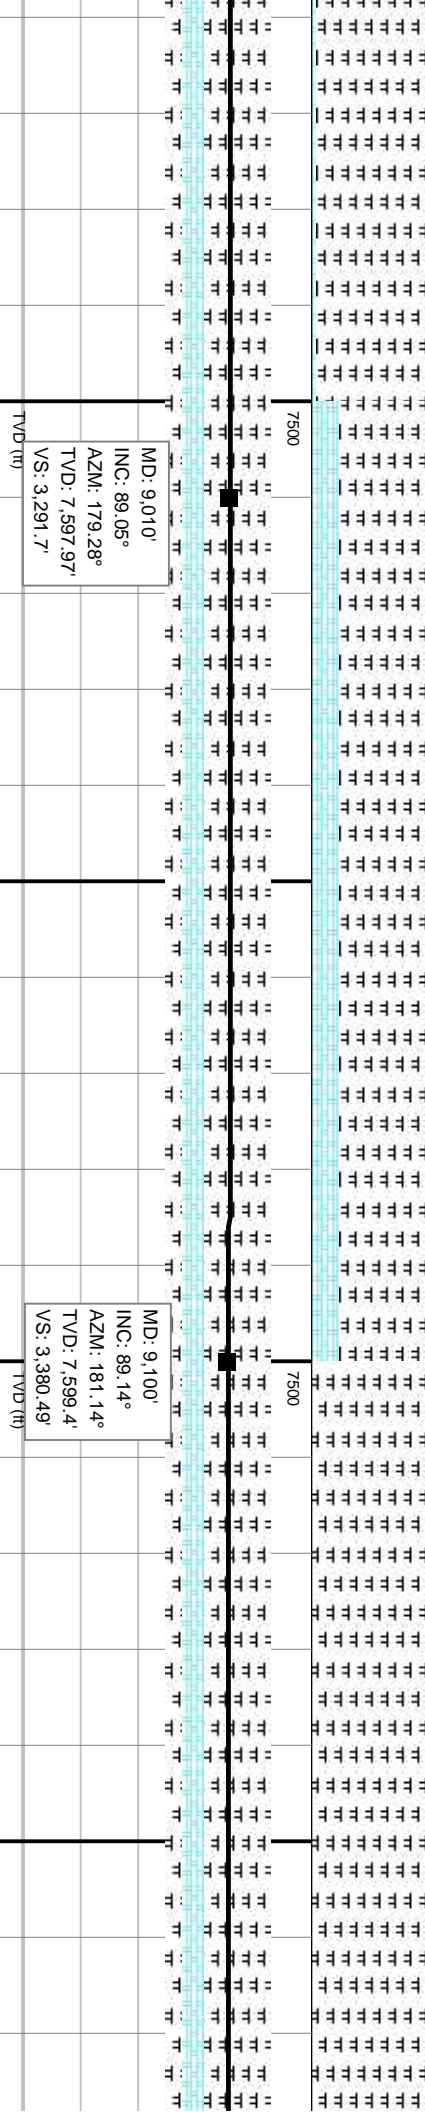 7500
TVD (ft)
MD: 9,010'
INC: 89.05°
AZM: 179.28°
TVD: 7,597.97'
VS: 3,291.7'
7500
TVD (ft)
MD: 9,100'
INC: 89.14°
AZM: 181.14°
TVD: 7,599.4'
VS: 3,380.49'